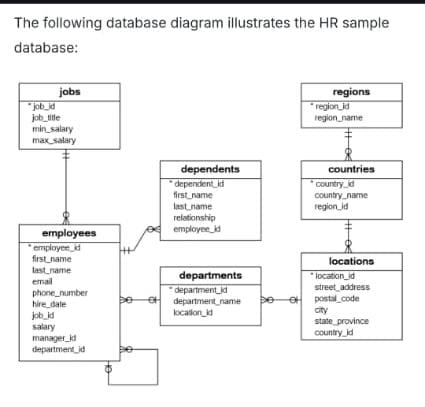 The following database diagram illustrates the HR sample
database:
jobs
* job_id
job_title
min_salary
max_salary
employees
* employee_id
first_name
last_name
email
phone_number
hire_date
job_id
salary
manager_id
department_id
dependents
* dependent_id
first_name
last_name
relationship
employee_id
departments
* department_id
department_name
location_id
regions
* region_id
region_name
countries
* country_id
country_name
region_id
locations
* location_id
street_address
postal_code
city
state_province
country_id